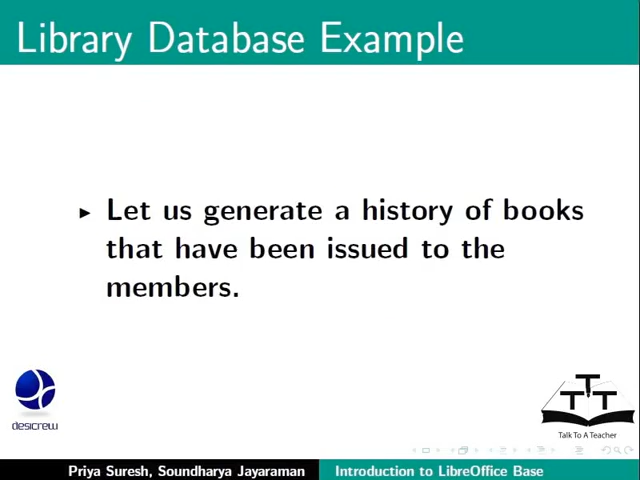 Library Database Example
Let us generate a history of books
that have been issued to the
members.
desicrew
T
T T
Talk To A Teacher
Priya Suresh, Soundharya Jayaraman
Introduction to LibreOffice Base